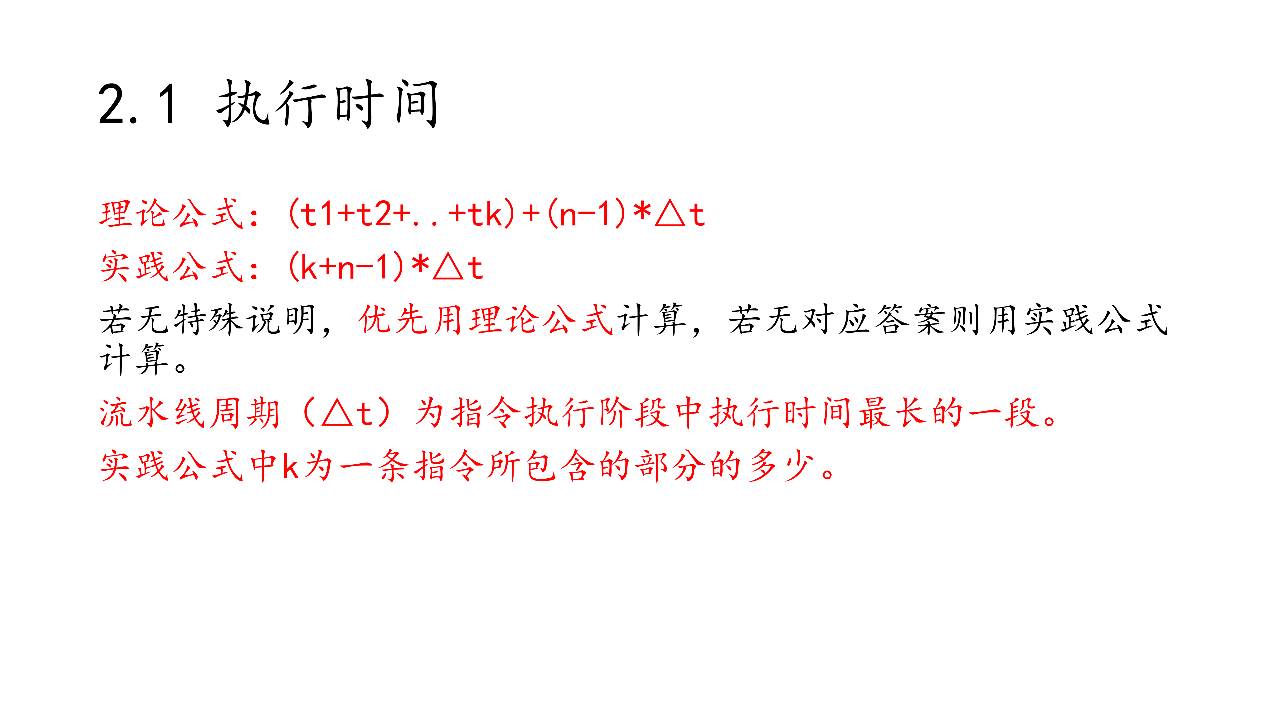 2.1 执行时间
理论公式：(t1+t2+..+tk)+(n-1)*△t
实践公式：(k+n-1)*△t
若无特殊说明，优先用理论公式计算，若无对应答案则用实践公式
计算。
流水线周期（△t）为指令执行阶段中执行时间最长的一段。
实践公式中k为一条指令所包含的部分的多少。